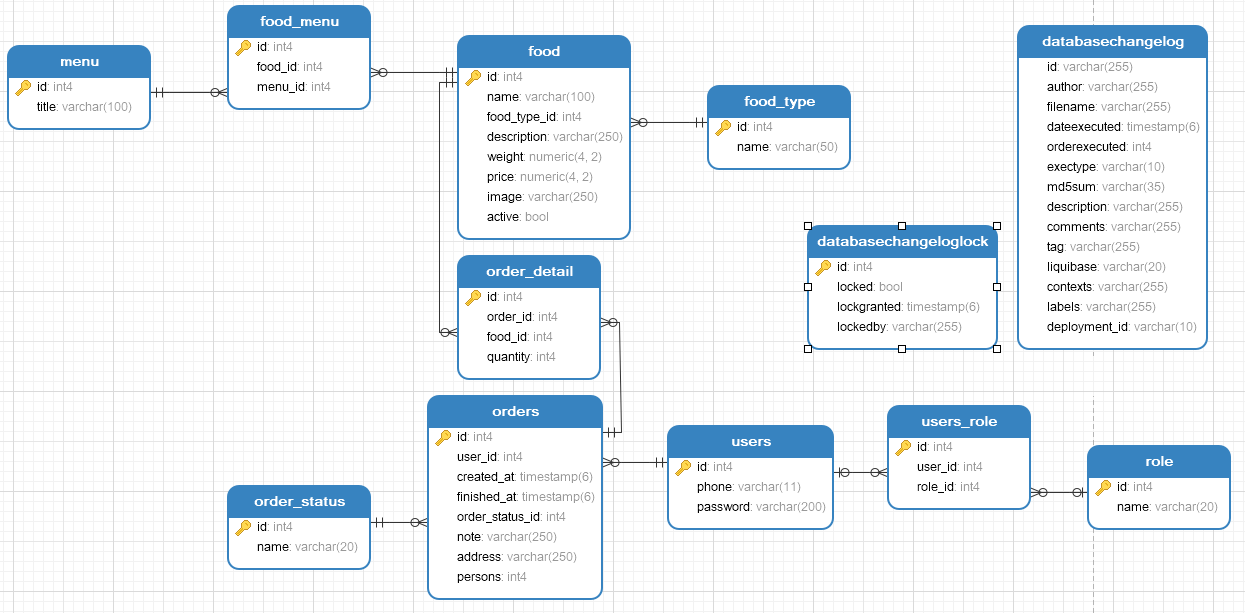 menu
id: int4
title: varchar(100)
food_menu
id: int4
food_id: int4
menu_id: int4
food
id: int4
name: varchar(100)
food_type_id: int4
description: varchar(250)
weight: numeric(4, 2)
price: numeric(4, 2)
image: varchar(250)
active: bool
food_type
id: int4
name: varchar(50)
databasechangelog
id: varchar(255)
author: varchar(255)
filename: varchar(255)
dateexecuted: timestamp(6)
orderexecuted: int4
exectype: varchar(10)
md5sum: varchar(35)
description: varchar(255)
comments: varchar(255)
tag: varchar(255)
liquibase: varchar(20)
contexts: varchar(255)
labels: varchar(255)
deployment_id: varchar(10)
databasechangeloglock
id: int4
locked: bool
lockgranted: timestamp(6)
lockedby: varchar(255)
order_detail
id: int4
order_id: int4
food_id: int4
quantity: int4
order_status
id: int4
name: varchar(20)
orders
id: int4
user_id: int4
created_at: timestamp(6)
finished_at: timestamp(6)
order_status_id: int4
note: varchar(250)
address: varchar(250)
persons: int4
users
id: int4
phone: varchar(11)
password: varchar(200)
users_role
id: int4
user_id: int4
role_id: int4
role
id: int4
name: varchar(20)